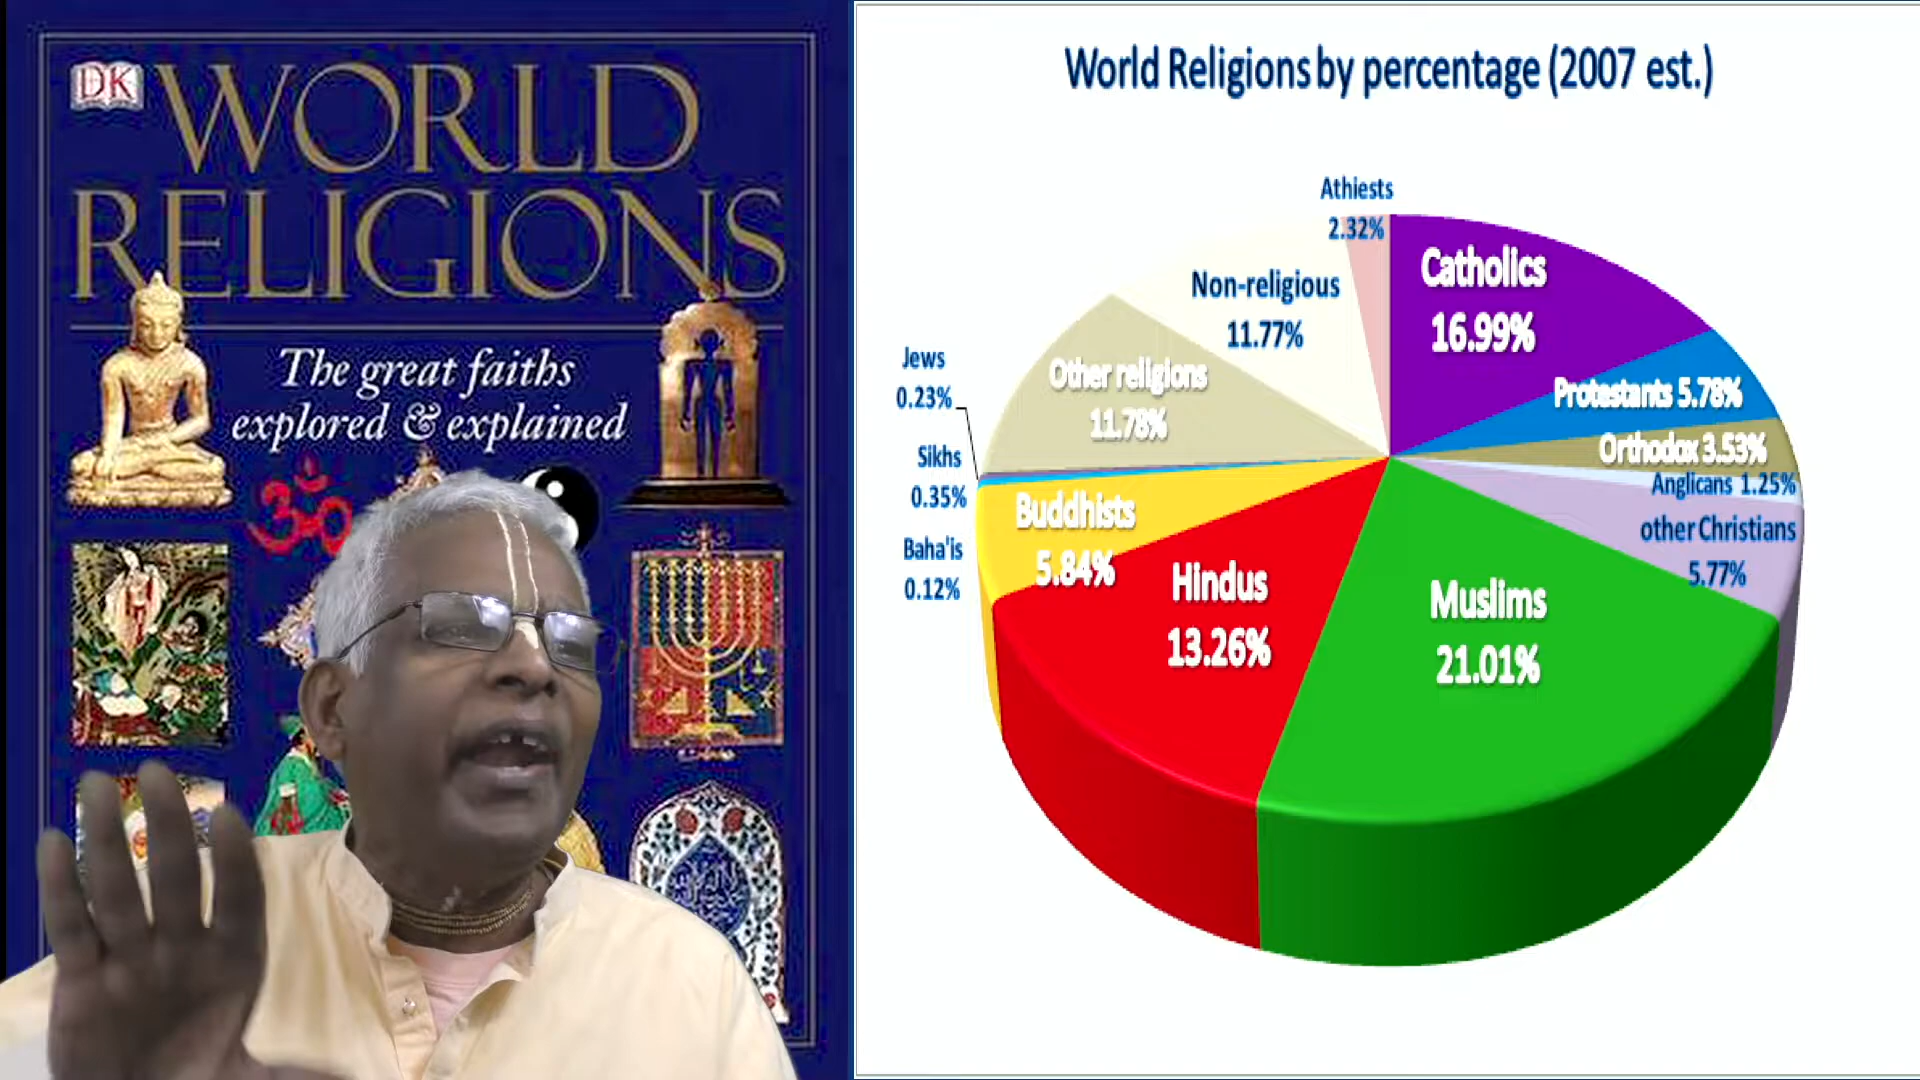 DK
WORLD
RELIGIONS
The great faiths
explored & explained
ॐ
World Religions by percentage (2007 est.)
Athiests
2.32%
Catholics
16.99%
Non-religious
11.77%
Jews
0.23%
Other religions
11.78%
Protestants 5.78%
Orthodox 3.53%
Sikhs
0.35%
Anglicans 1.25%
Buddhists
5.84%
other Christians
5.77%
Baha'is
0.12%
Hindus
13.26%
Muslims
21.01%